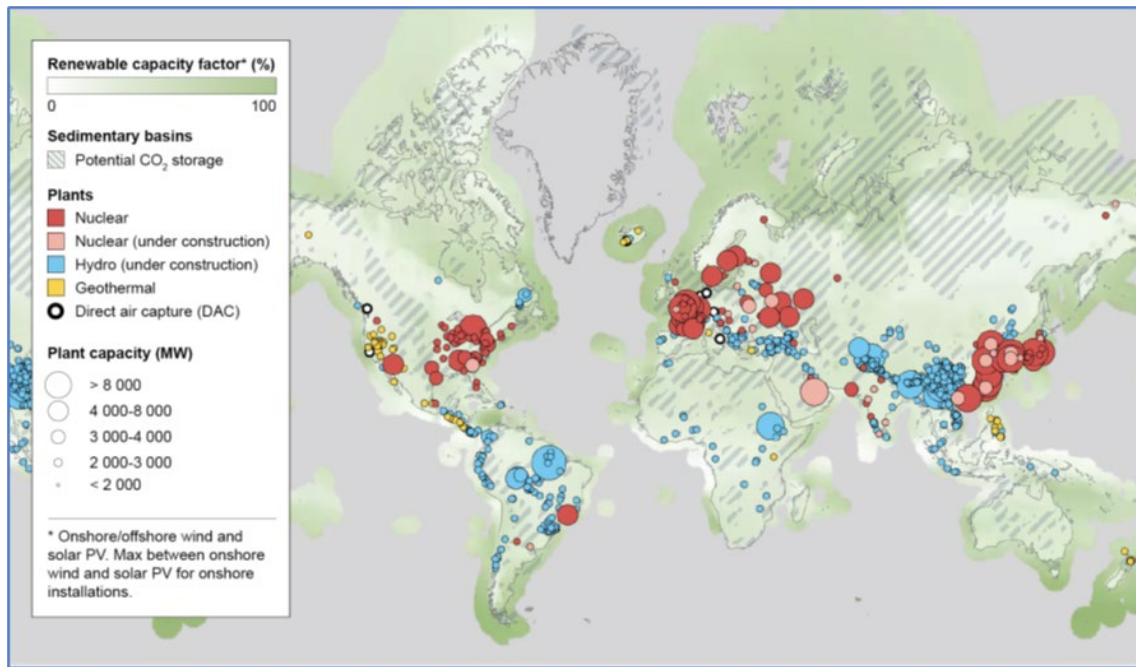 Renewable capacity factor* (%)
0 100
Sedimentary basins
Potential CO₂ storage
Plants
Nuclear
Nuclear (under construction)
Hydro (under construction)
Geothermal
Direct air capture (DAC)
Plant capacity (MW)
> 8 000
4 000-8 000
3 000-4 000
2 000-3 000
< 2 000
* Onshore/offshore wind and
solar PV. Max between onshore
wind and solar PV for onshore
installations.